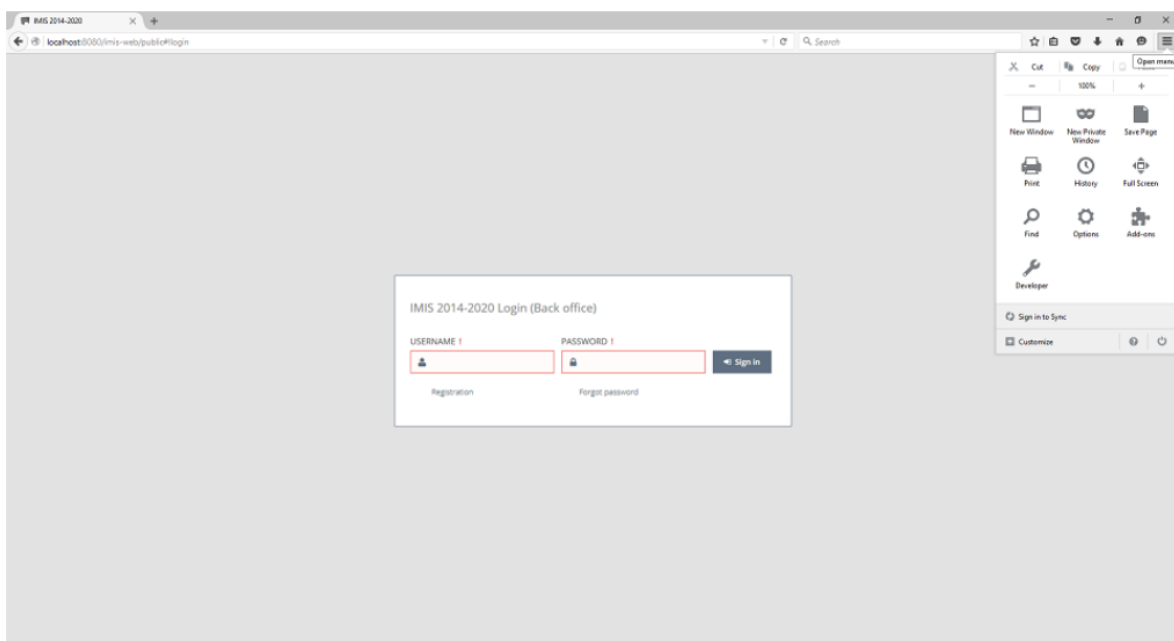 IMIS 2014-2020
localhost:8080/imis-web/public#!login
Search
Open menu
Cut Copy
100%
New Window New Private Window Save Page
Print History Full Screen
Find Options Add-ons
Developer
Sign in to Sync
Customize
IMIS 2014-2020 Login (Back office)
USERNAME ! PASSWORD !
Sign in
Registration Forgot password